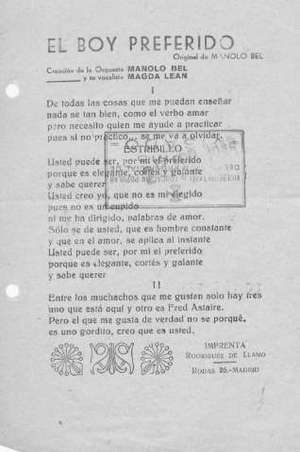 EL BOY PREFERIDO
Original de MANOLO BEL
Creación de la Orquesta MANOLO BEL
y su vocalista MAGDA LEAN
I
De todas las cosas que me puedan enseñar
nada se tan bien, como el verbo amar
pero necesito quien me ayude a practicar
pues si no practico... se me va a olvidar.
ESTRIBILLO
Usted puede ser, por mi el preferido
porque es elegante, cortés y galante
y sabe querer
Usted creo yo, que no es mi elegido
pues no es un cupido
ni me ha dirigido, palabras de amor.
Sólo se de usted, que es hombre constante
y que en el amor, se aplica al instante
Usted puede ser, por mi el preferido
porque es elegante, cortés y galante
y sabe querer
II
Entre los muchachos que me gustan solo hay tres
uno que está aquí y otro es Fred Astaire.
Pero el que me gusta de verdad no se porqué,
es uno gordito, creo que es usted.
IMPRENTA
RODRIGUEZ DE LLANO
RODAS 26.-MADRID